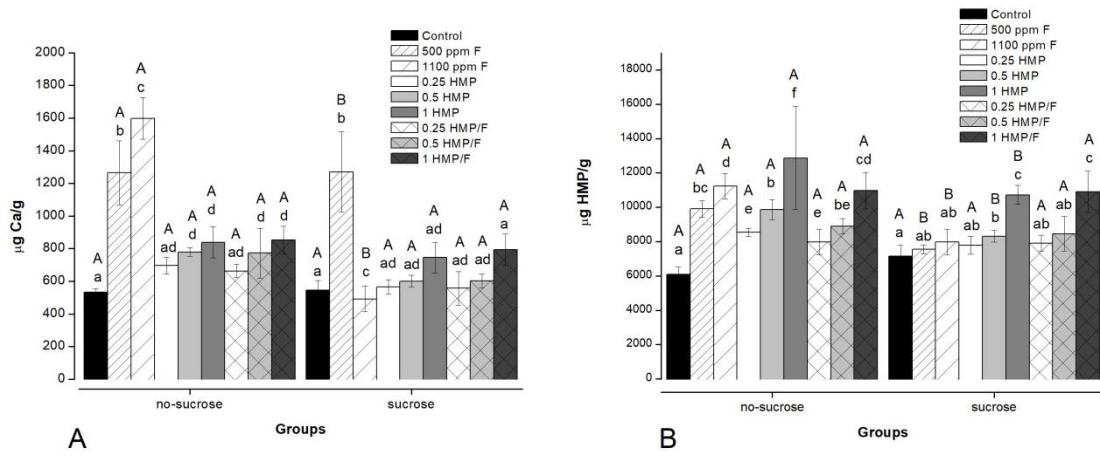 Control
500 ppm F
1100 ppm F
0.25 HMP
0.5 HMP
1 HMP
0.25 HMP/F
0.5 HMP/F
1 HMP/F
µg Ca/g
2000
1800
1600
1400
1200
1000
800
600
400
200
0
A
a
A
b
A
c
A
ad
A
d
A
d
A
ad
A
d
A
d
A
a
B
b
B
c
A
ad
A
ad
A
ad
A
ad
A
ad
A
a
no-sucrose
sucrose
Groups
A
Control
500 ppm F
1100 ppm F
0.25 HMP
0.5 HMP
1 HMP
0.25 HMP/F
0.5 HMP/F
1 HMP/F
µg HMP/g
18000
16000
14000
12000
10000
8000
6000
4000
2000
0
A
a
A
bc
A
d
A
e
A
b
A
f
A
e
A
be
A
cd
A
a
B
ab
B
ab
A
ab
B
b
B
c
A
ab
A
ab
A
c
no-sucrose
sucrose
Groups
B